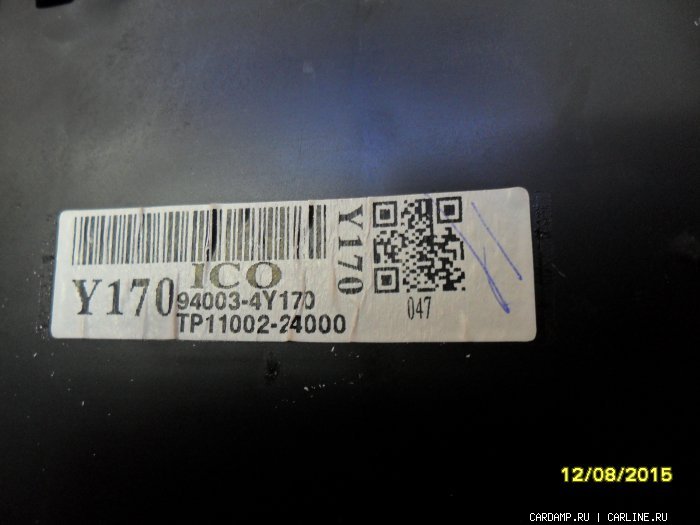 ICO
Y170
94003-4Y170
TP11002-24000
Y170
047
12/08/2015
CARDAMP.RU | CARLINE.RU